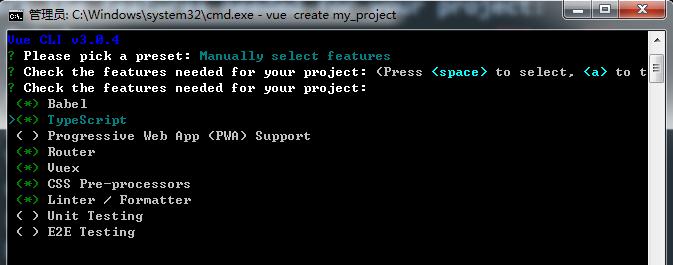 管理员: C:\Windows\system32\cmd.exe - vue  create my_project
Vue CLI v3.0.4
? Please pick a preset: Manually select features
? Check the features needed for your project: (Press <space> to select, <a> to t
? Check the features needed for your project:
(*) Babel
>(*) TypeScript
( ) Progressive Web App (PWA) Support
(*) Router
(*) Vuex
(*) CSS Pre-processors
(*) Linter / Formatter
( ) Unit Testing
( ) E2E Testing